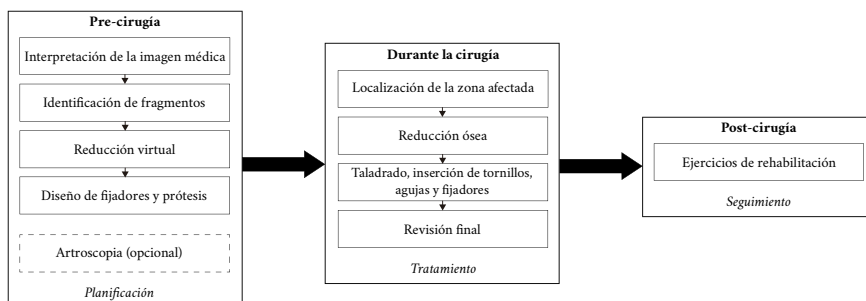 Pre-cirugía
Interpretación de la imagen médica
Identificación de fragmentos
Reducción virtual
Diseño de fijadores y prótesis
Artroscopia (opcional)
Planificación
Durante la cirugía
Localización de la zona afectada
Reducción ósea
Taladrado, inserción de tornillos,
agujas y fijadores
Revisión final
Tratamiento
Post-cirugía
Ejercicios de rehabilitación
Seguimiento